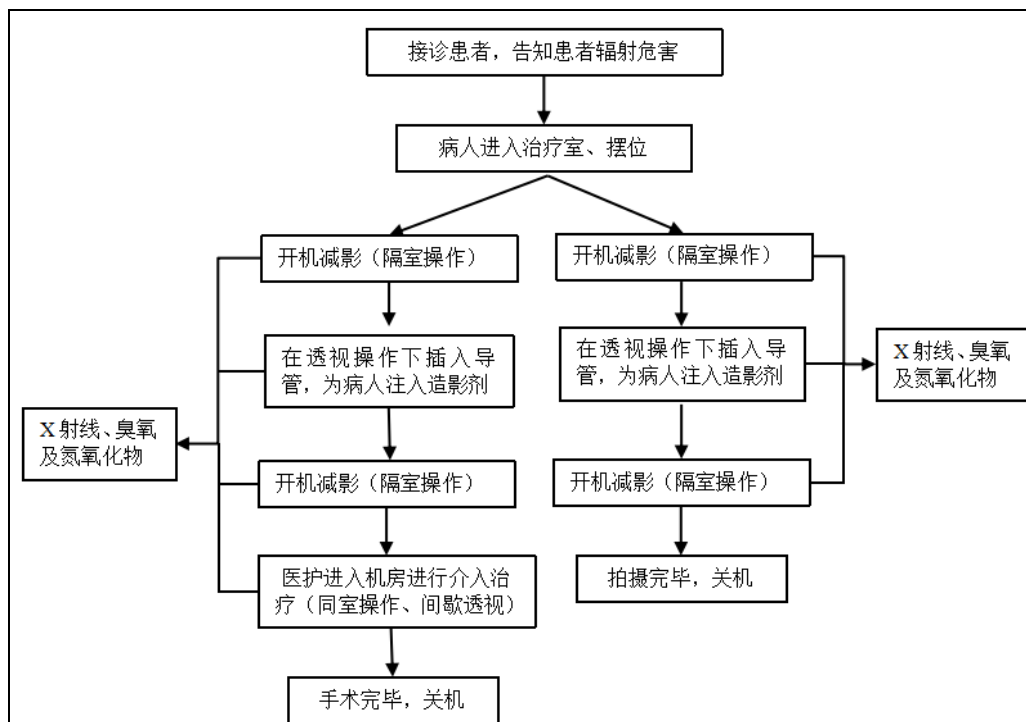 接诊患者，告知患者辐射危害
病人进入治疗室、摆位
开机减影（隔室操作）
在透视操作下插入导
管，为病人注入造影剂
开机减影（隔室操作）
医护进入机房进行介入治
疗（同室操作、间歇透视）
手术完毕，关机
X 射线、臭氧
及氮氧化物
开机减影（隔室操作）
在透视操作下插入导
管，为病人注入造影剂
开机减影（隔室操作）
拍摄完毕，关机
X 射线、臭氧
及氮氧化物